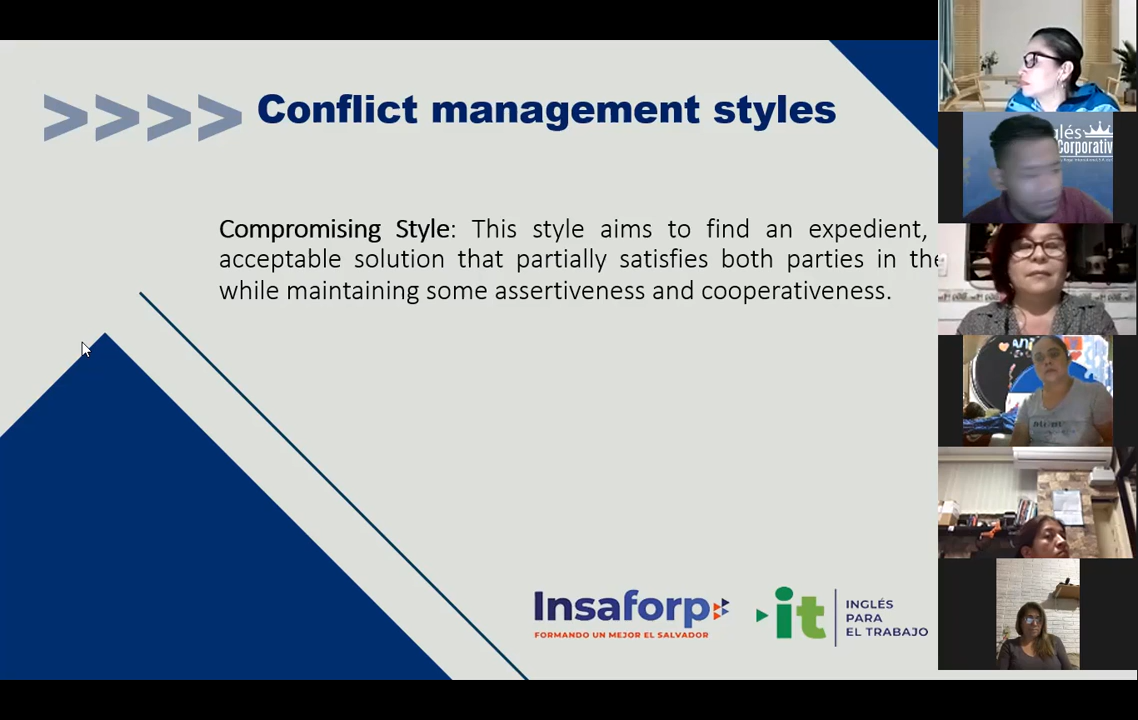 >>>> Conflict management styles
Compromising Style: This style aims to find an expedient,
acceptable solution that partially satisfies both parties in the
while maintaining some assertiveness and cooperativeness.
Insaforp
FORMANDO UN MEJOR EL SALVADOR
it
INGLÉS
PARA
EL TRABAJO
glés
Corporativ